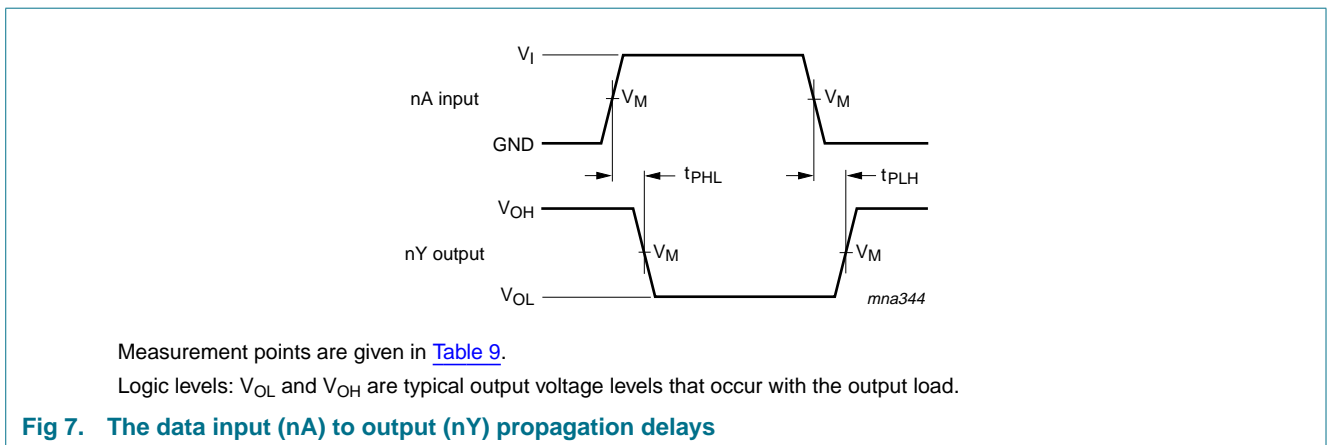 V_I
nA input
V_M
V_M
GND
t_PHL
t_PLH
V_OH
nY output
V_M
V_M
V_OL
mna344
Measurement points are given in Table 9.
Logic levels: V_OL and V_OH are typical output voltage levels that occur with the output load.
Fig 7. The data input (nA) to output (nY) propagation delays